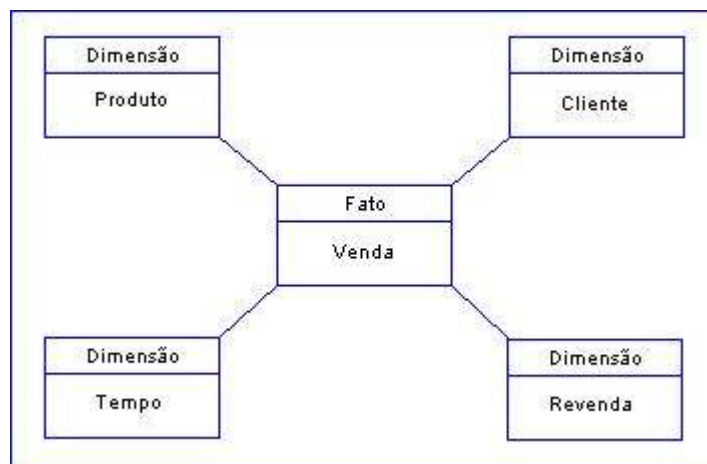 Dimensão
Produto
Dimensão
Cliente
Fato
Venda
Dimensão
Tempo
Dimensão
Revenda